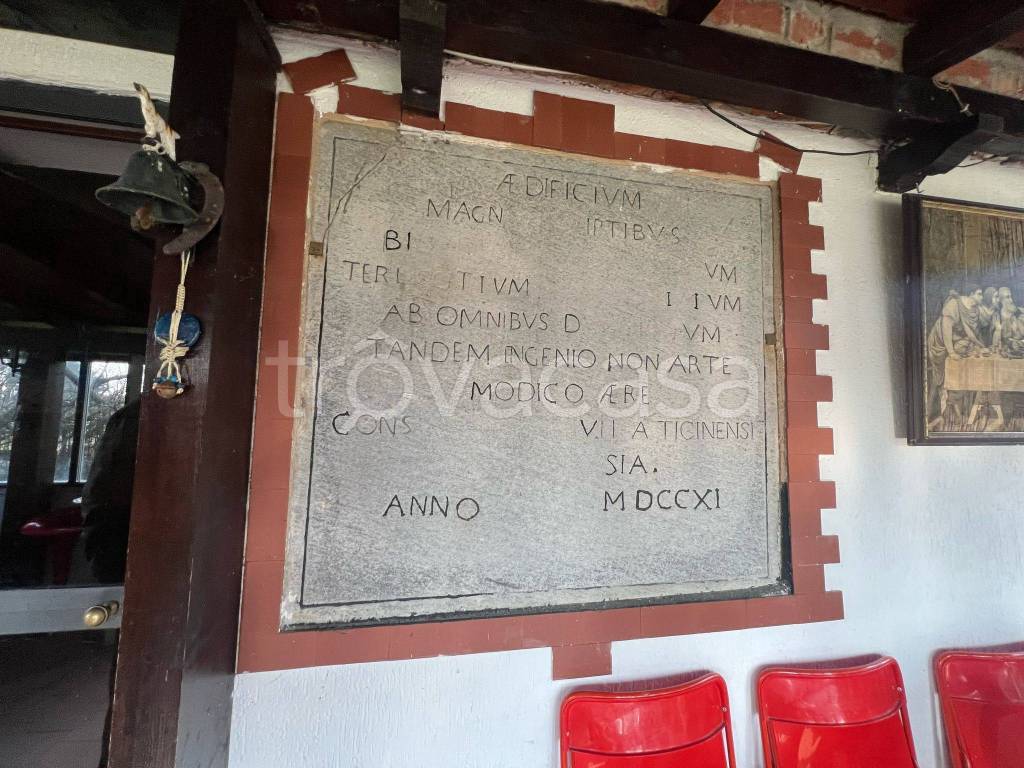 ÆDIFICIVM
MAGN IPTIBVS
BI VM
TERI TIVM I IVM
AB OMNIBVS D VM
TANDEM INGENIO NON ARTE
MODICO ÆRE
CONS V.II A TICINENSI
SIA.
ANNO MDCCXI
trovacasa